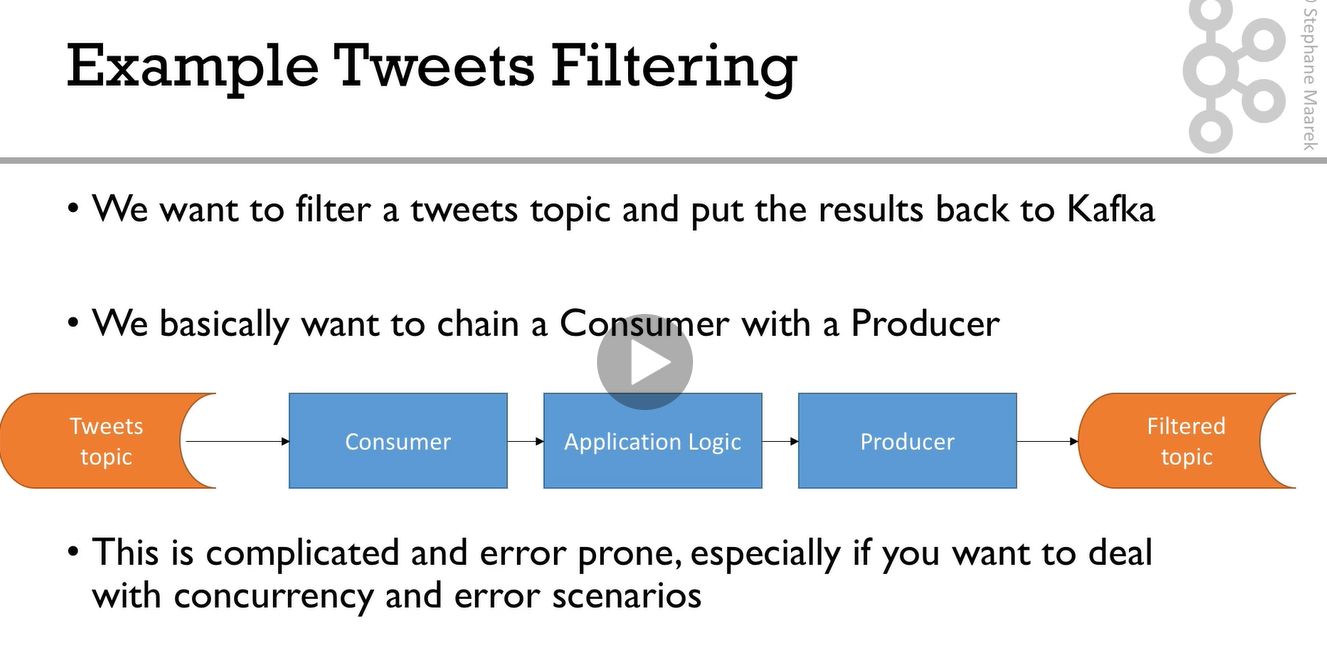 Example Tweets Filtering
Stephane Maarek
• We want to filter a tweets topic and put the results back to Kafka
• We basically want to chain a Consumer with a Producer
Tweets
topic
Consumer
Application Logic
Producer
Filtered
topic
• This is complicated and error prone, especially if you want to deal
with concurrency and error scenarios